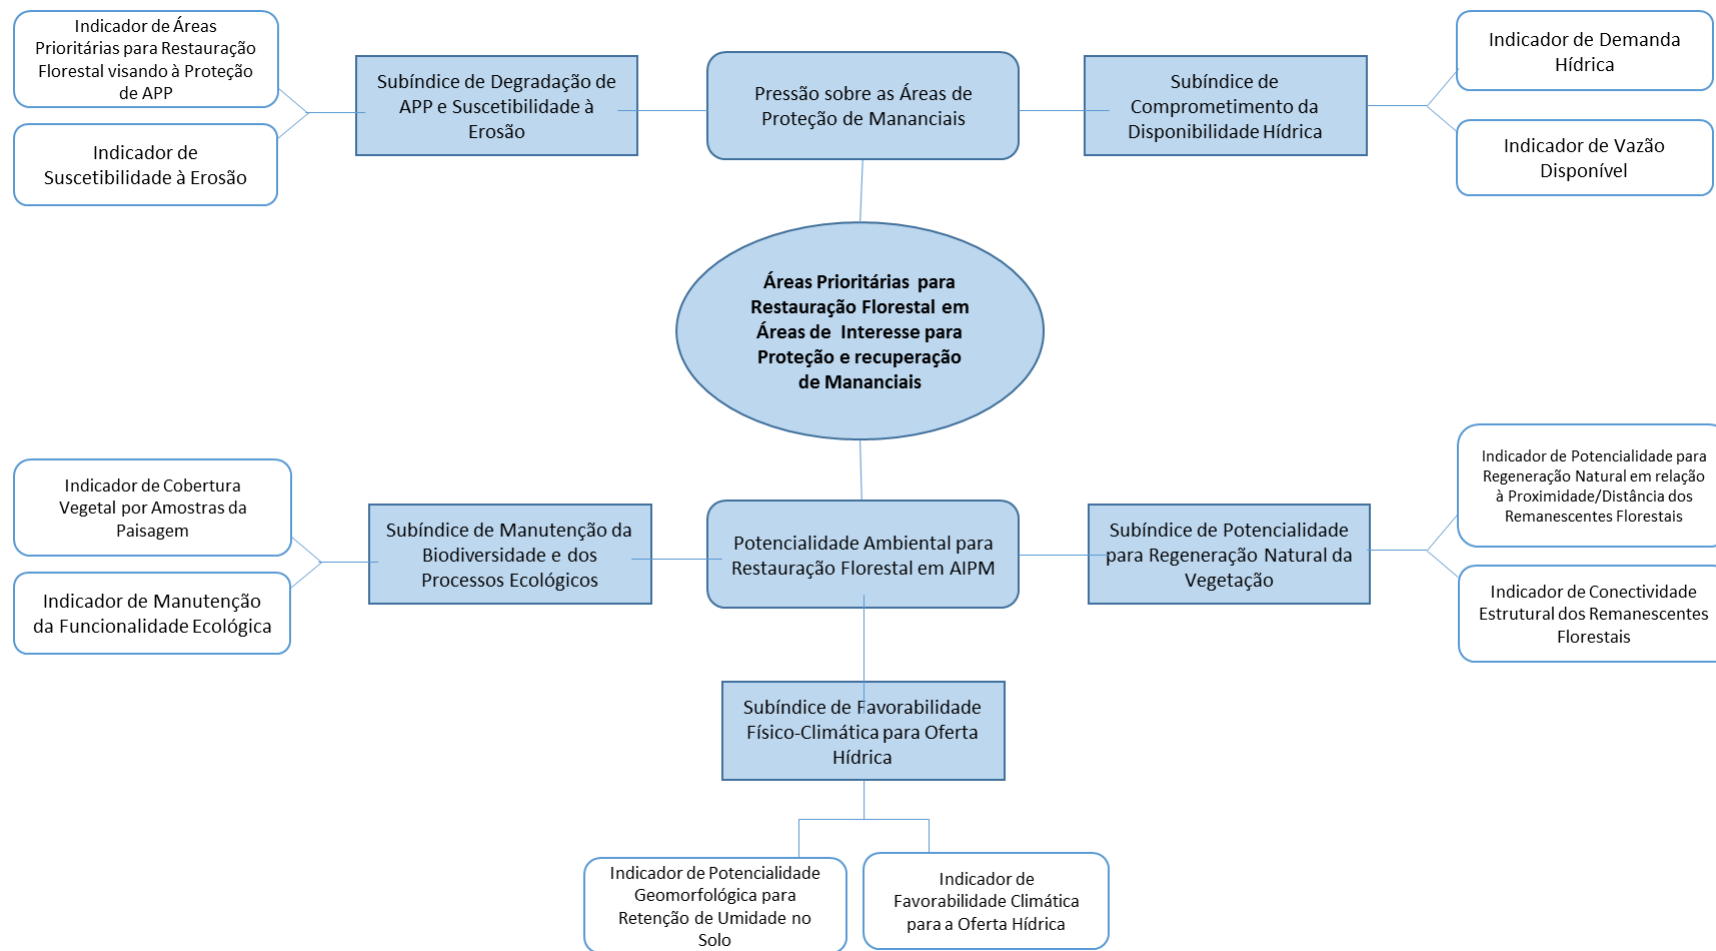 Indicador de Áreas
Prioritárias para Restauração
Florestal visando à Proteção
de APP
Indicador de
Suscetibilidade à Erosão
Subíndice de Degradação de
APP e Suscetibilidade à
Erosão
Pressão sobre as Áreas de
Proteção de Mananciais
Subíndice de
Comprometimento da
Disponibilidade Hídrica
Indicador de Demanda
Hídrica
Indicador de Vazão
Disponível
Áreas Prioritárias para
Restauração Florestal em
Áreas de Interesse para
Proteção e recuperação
de Mananciais
Indicador de Cobertura
Vegetal por Amostras da
Paisagem
Indicador de Manutenção
da Funcionalidade Ecológica
Subíndice de Manutenção da
Biodiversidade e dos
Processos Ecológicos
Potencialidade Ambiental para
Restauração Florestal em AIPM
Subíndice de Potencialidade
para Regeneração Natural da
Vegetação
Indicador de Potencialidade para
Regeneração Natural em relação
à Proximidade/Distância dos
Remanescentes Florestais
Indicador de Conectividade
Estrutural dos Remanescentes
Florestais
Subíndice de Favorabilidade
Físico-Climática para Oferta
Hídrica
Indicador de Potencialidade
Geomorfológica para
Retenção de Umidade no
Solo
Indicador de
Favorabilidade Climática
para a Oferta Hídrica